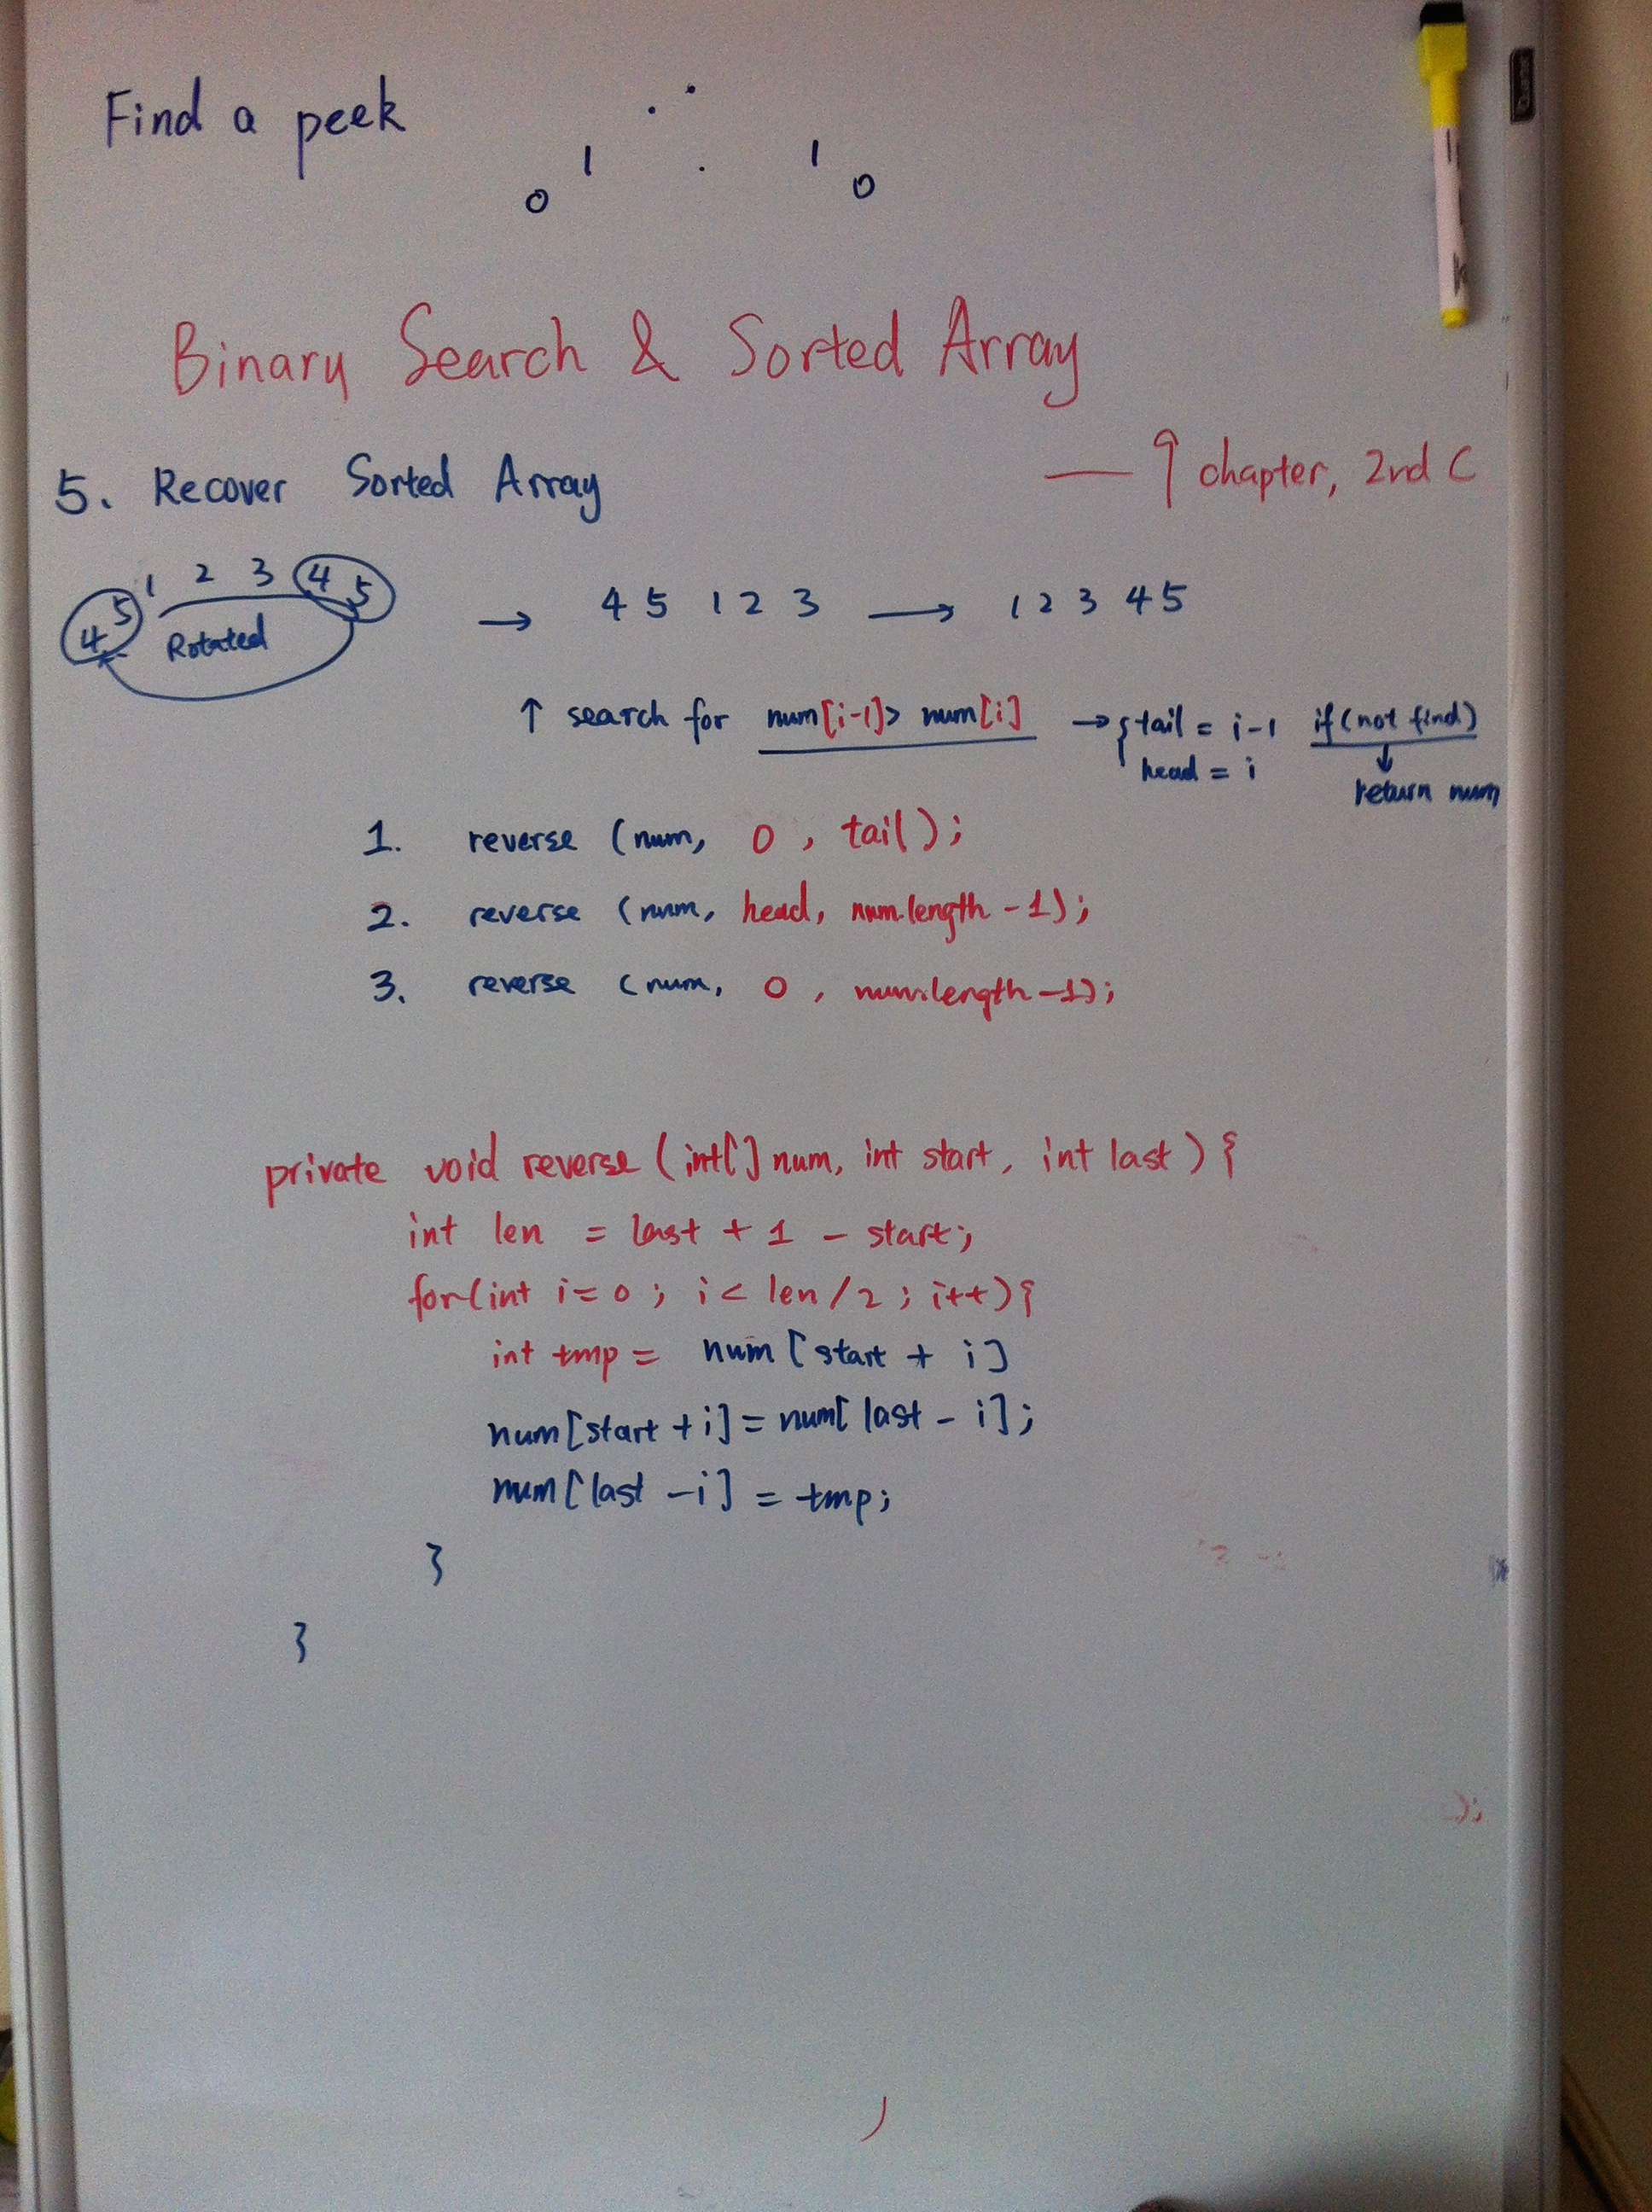 Find a peek
0 1 1 0
Binary Search & Sorted Array
— ↑ chapter, 2nd C
5. Recover Sorted Array
4 5 1 2 3 4 5 → 4 5 1 2 3 → 1 2 3 4 5
Rotated
↑ search for num[i-1]> num[i] → { tail = i-1 if(not find)
head = i ↓
return num
1. reverse (num, 0, tail);
2. reverse (num, head, num.length - 1);
3. reverse (num, 0, num.length - 1);
private void reverse (int[] num, int start, int last) {
int len = last + 1 - start;
for(int i = 0; i < len/2; i++){
int tmp = num[start + i]
num[start + i] = num[last - i];
num[last - i] = tmp;
}
}